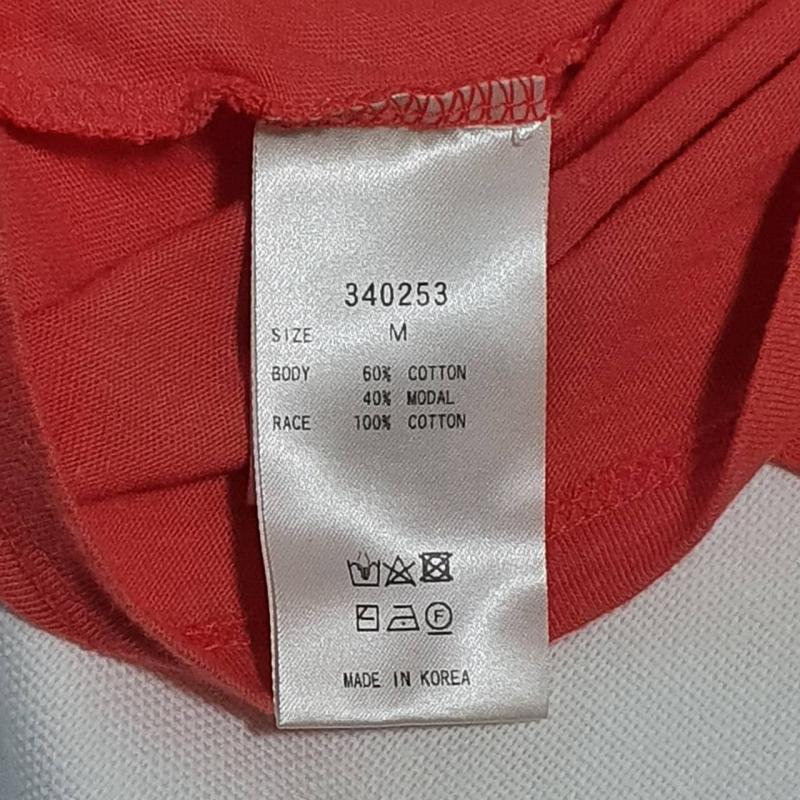 340253
SIZE M
BODY 60% COTTON
40% MODAL
RACE 100% COTTON
F
MADE IN KOREA